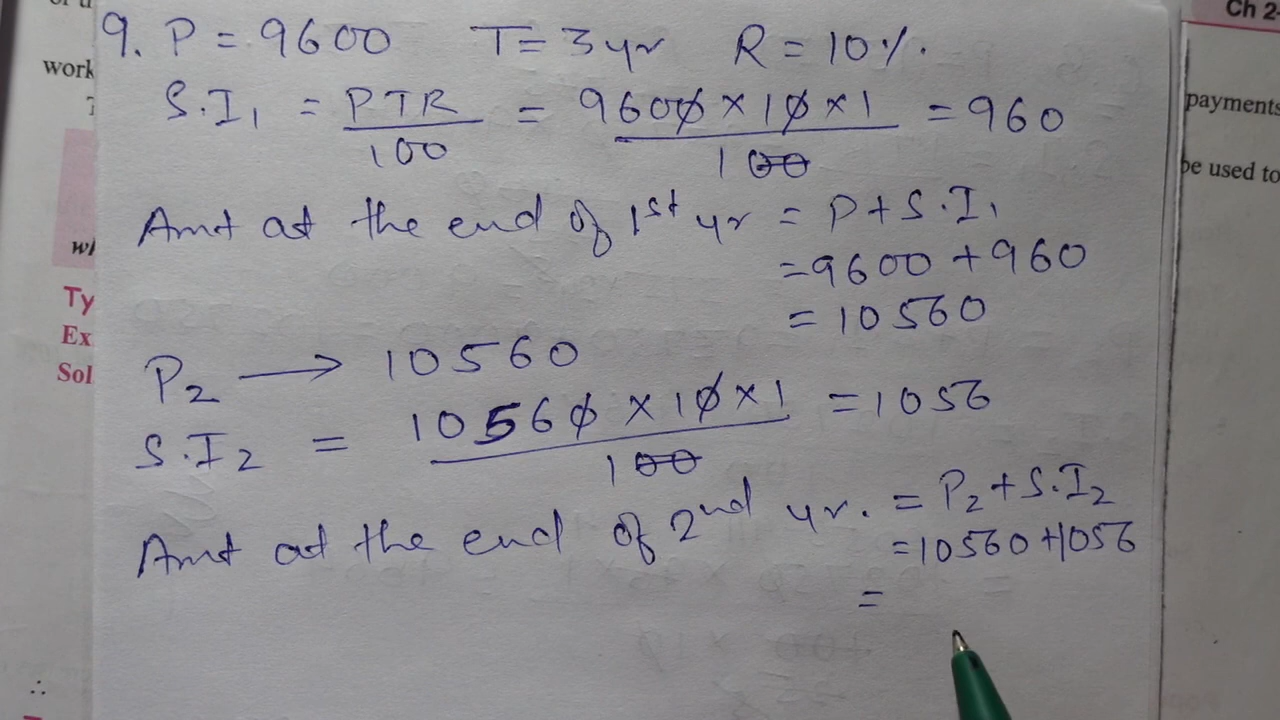 9. P = 9600 T = 3 yr R = 10%.
S.I₁ = PTR/100 = 9600 × 10 × 1/100 = 960
Amt at the end of 1st yr = P + S.I₁
= 9600 + 960
= 10560
P₂ → 10560
S.I₂ = 10560 × 10 × 1/100 = 1056
Amt at the end of 2nd yr. = P₂ + S.I₂
= 10560 + 1056
=
work
Ty
Ex
Sol
∴
Ch 2-
payments
be used to